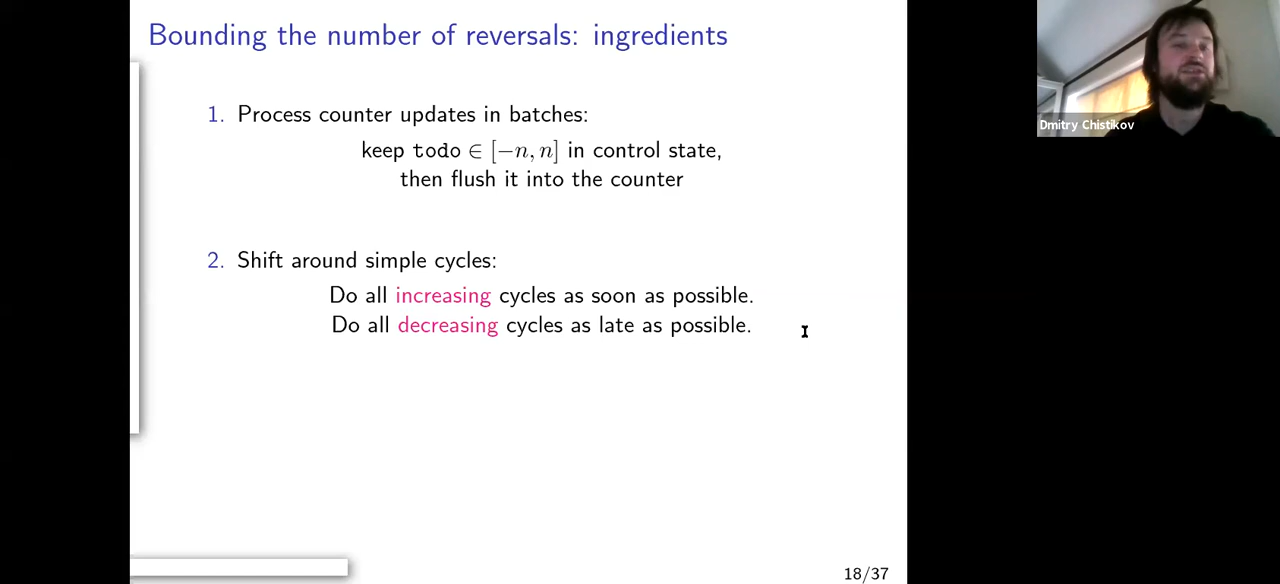 Bounding the number of reversals: ingredients
Dmitry Chistikov
1. Process counter updates in batches:
keep todo ∈ [−n, n] in control state,
then flush it into the counter
2. Shift around simple cycles:
Do all increasing cycles as soon as possible.
Do all decreasing cycles as late as possible.
18/37